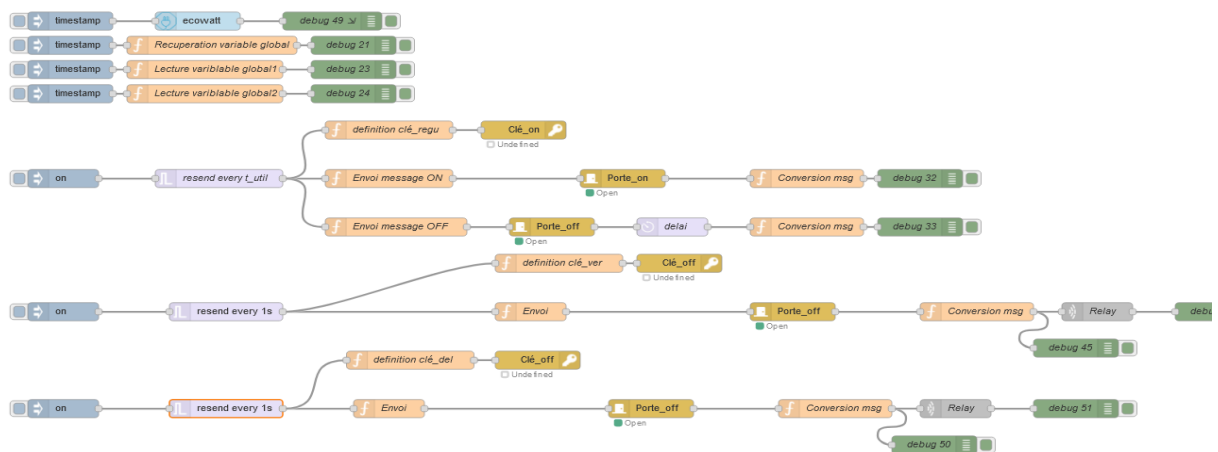 timestamp ecowatt debug 49
timestamp Recuperation variable global debug 21
timestamp Lecture variblable global1 debug 23
timestamp Lecture variblable global2 debug 24
definition clé_regu Clé_on
Undefined
on resend every t_util Envoi message ON Porte_on Conversion msg debug 32
Open
Envoi message OFF Porte_off delai Conversion msg debug 33
Open
definition clé_ver Clé_off
Undefined
on resend every 1s Envoi Porte_off Conversion msg Relay
Open
debug 45
definition clé_del Clé_off
Undefined
on resend every 1s Envoi Porte_off Conversion msg Relay debug 51
Open
debug 50